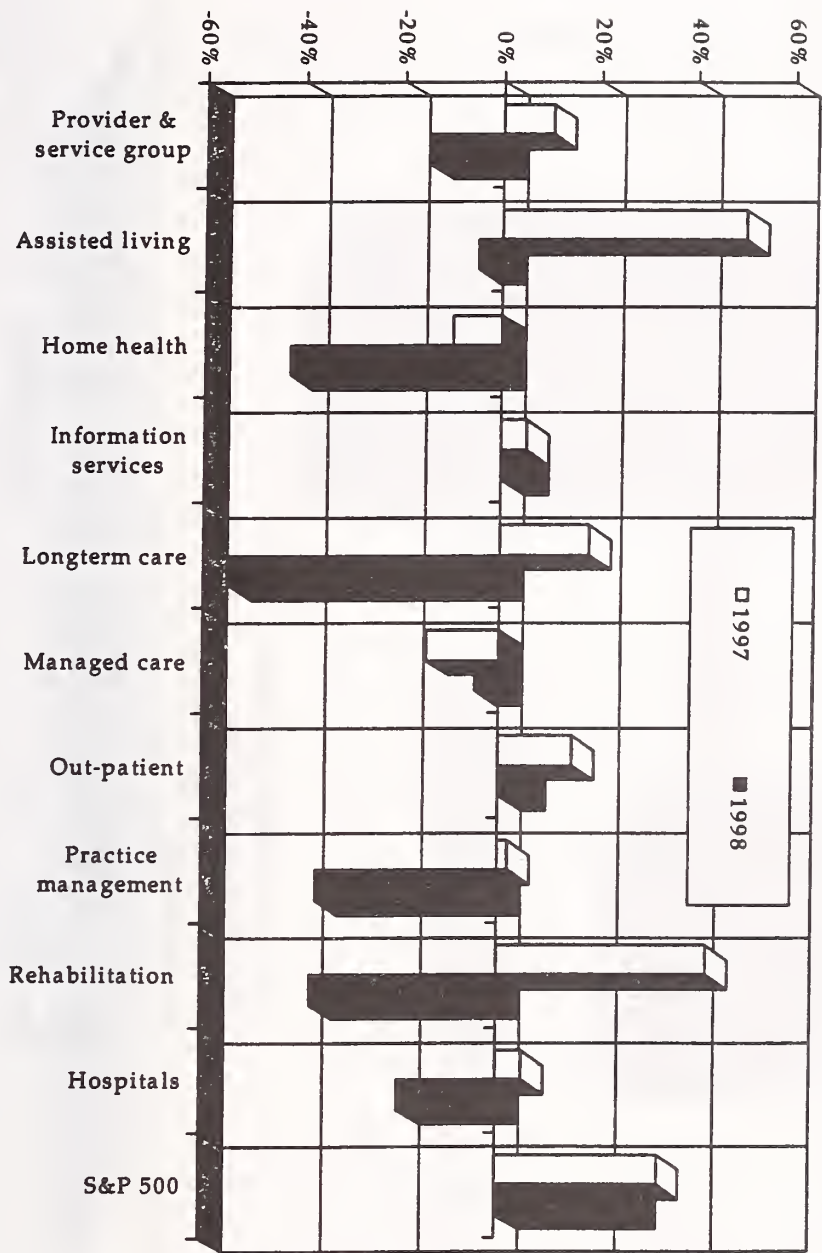 60%
40%
20%
0%
-20%
-40%
-60%
□ 1997
■ 1998
Provider &
service group
Assisted living
Home health
Information
services
Longterm care
Managed care
Out-patient
Practice
management
Rehabilitation
Hospitals
S&P 500